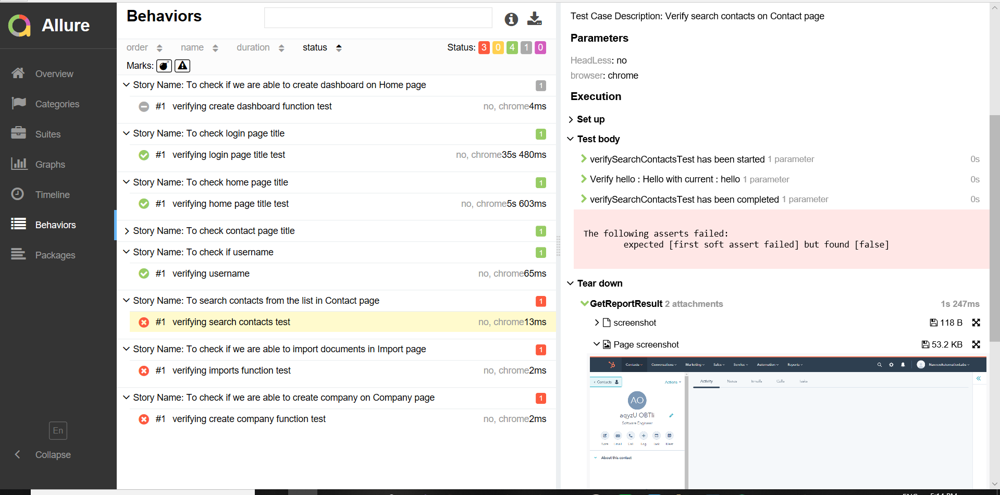 Allure
Overview
Categories
Suites
Graphs
Timeline
Behaviors
Packages
En
Collapse
Behaviors
order name duration status Status: 3 0 4 1 0
Marks:
Story Name: To check if we are able to create dashboard on Home page 1
#1 verifying create dashboard function test no, chrome4ms
Story Name: To check login page title 1
#1 verifying login page title test no, chrome35s 480ms
Story Name: To check home page title 1
#1 verifying home page title test no, chrome5s 603ms
Story Name: To check contact page title 1
Story Name: To check if username 1
#1 verifying username no, chrome65ms
Story Name: To search contacts from the list in Contact page 1
#1 verifying search contacts test no, chrome13ms
Story Name: To check if we are able to import documents in Import page 1
#1 verifying imports function test no, chrome2ms
Story Name: To check if we are able to create company on Company page 1
#1 verifying create company function test no, chrome2ms
Test Case Description: Verify search contacts on Contact page
Parameters
HeadLess: no
browser: chrome
Execution
Set up
Test body
verifySearchContactsTest has been started 1 parameter 0s
Verify hello : Hello with current : hello 1 parameter 0s
verifySearchContactsTest has been completed 1 parameter 0s
The following asserts failed:
expected [first soft assert failed] but found [false]
Tear down
GetReportResult 2 attachments 1s 247ms
screenshot 118 B
Page screenshot 53.2 KB
Contacts Conversations Marketing Sales Service Automation Reports NaveenAutomationLabs
Contacts Actions
Activity Notes Emails Calls Tasks
AO
aqyzU OBTli
Software Engineer
Note Email Call Log Task Meet
About this contact